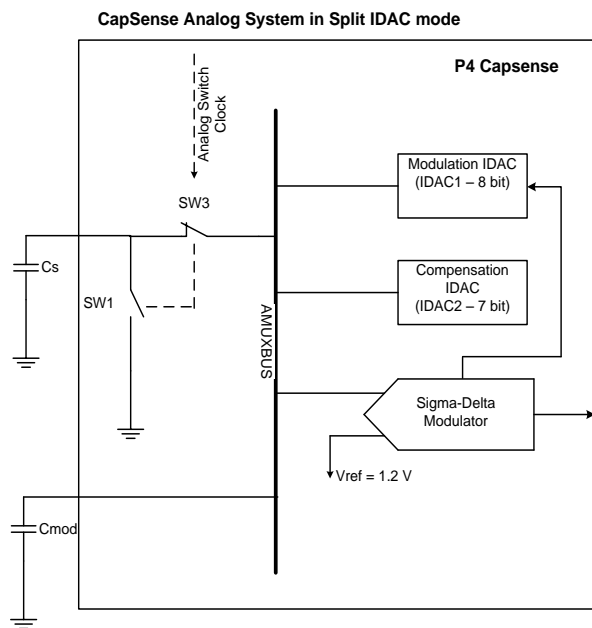 CapSense Analog System in Split IDAC mode
P4 Capsense
Analog Switch
Clock
Modulation IDAC
(IDAC1 – 8 bit)
SW3
Cs
SW1
Compensation
IDAC
(IDAC2 – 7 bit)
AMUXBUS
Sigma-Delta
Modulator
Vref = 1.2 V
Cmod